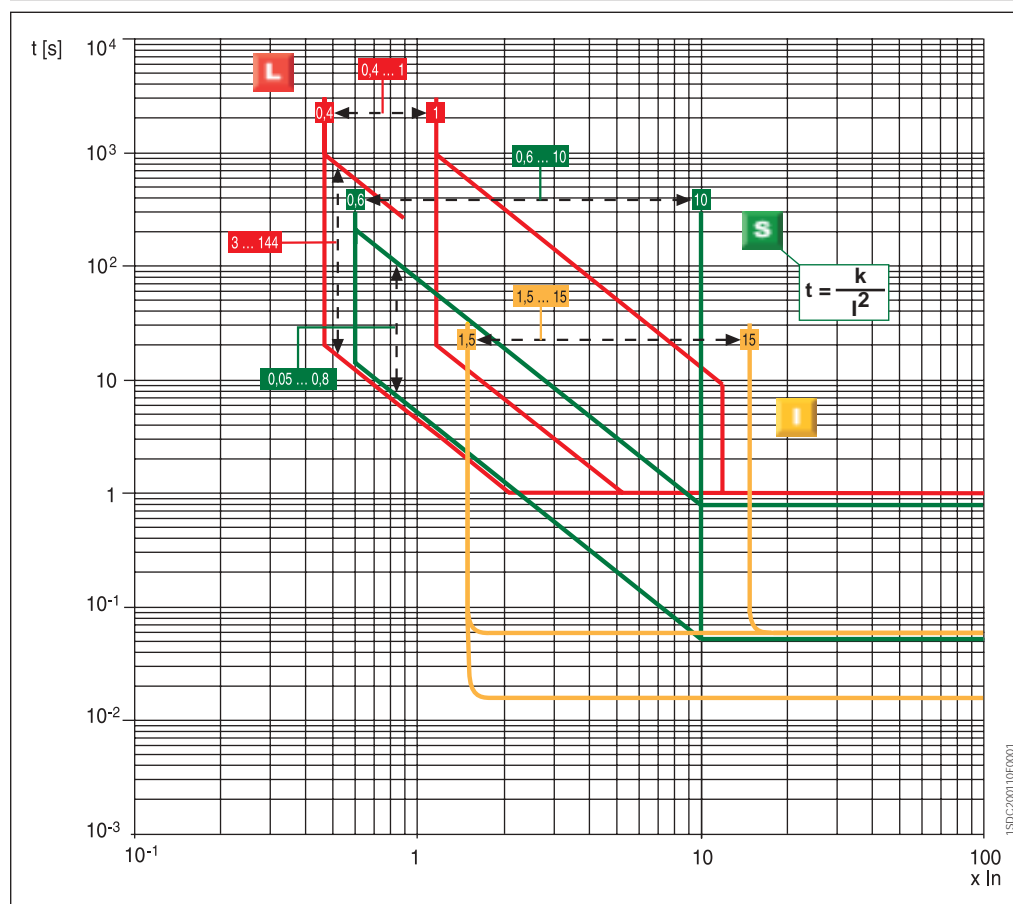 t [s]
10⁴
L
0,4 ... 1
0,4
1
10³
0,6 ... 10
0,6
10
S
3 ... 144
10²
t = k / I²
1,5 ... 15
1,5
15
0,05 ... 0,8
10
I
1
10⁻¹
10⁻²
10⁻³
10⁻¹
1
10
100
x In
1SDC200110F0001